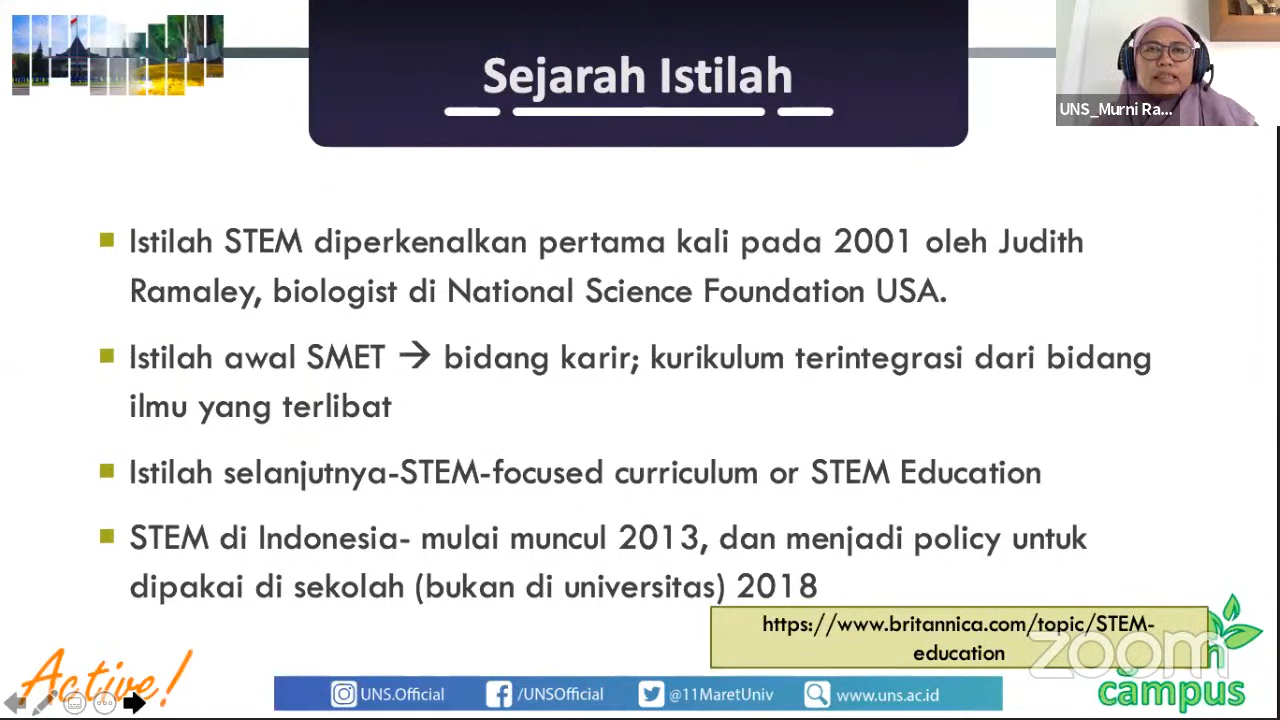 Sejarah Istilah
UNS_Murni Ra...
Istilah STEM diperkenalkan pertama kali pada 2001 oleh Judith
Ramaley, biologist di National Science Foundation USA.
Istilah awal SMET → bidang karir; kurikulum terintegrasi dari bidang
ilmu yang terlibat
Istilah selanjutnya-STEM-focused curriculum or STEM Education
STEM di Indonesia- mulai muncul 2013, dan menjadi policy untuk
dipakai di sekolah (bukan di universitas) 2018
https://www.britannica.com/topic/STEM-
education
zoom
campus
Active!
UNS.Official
/UNSOfficial
@11MaretUniv
www.uns.ac.id